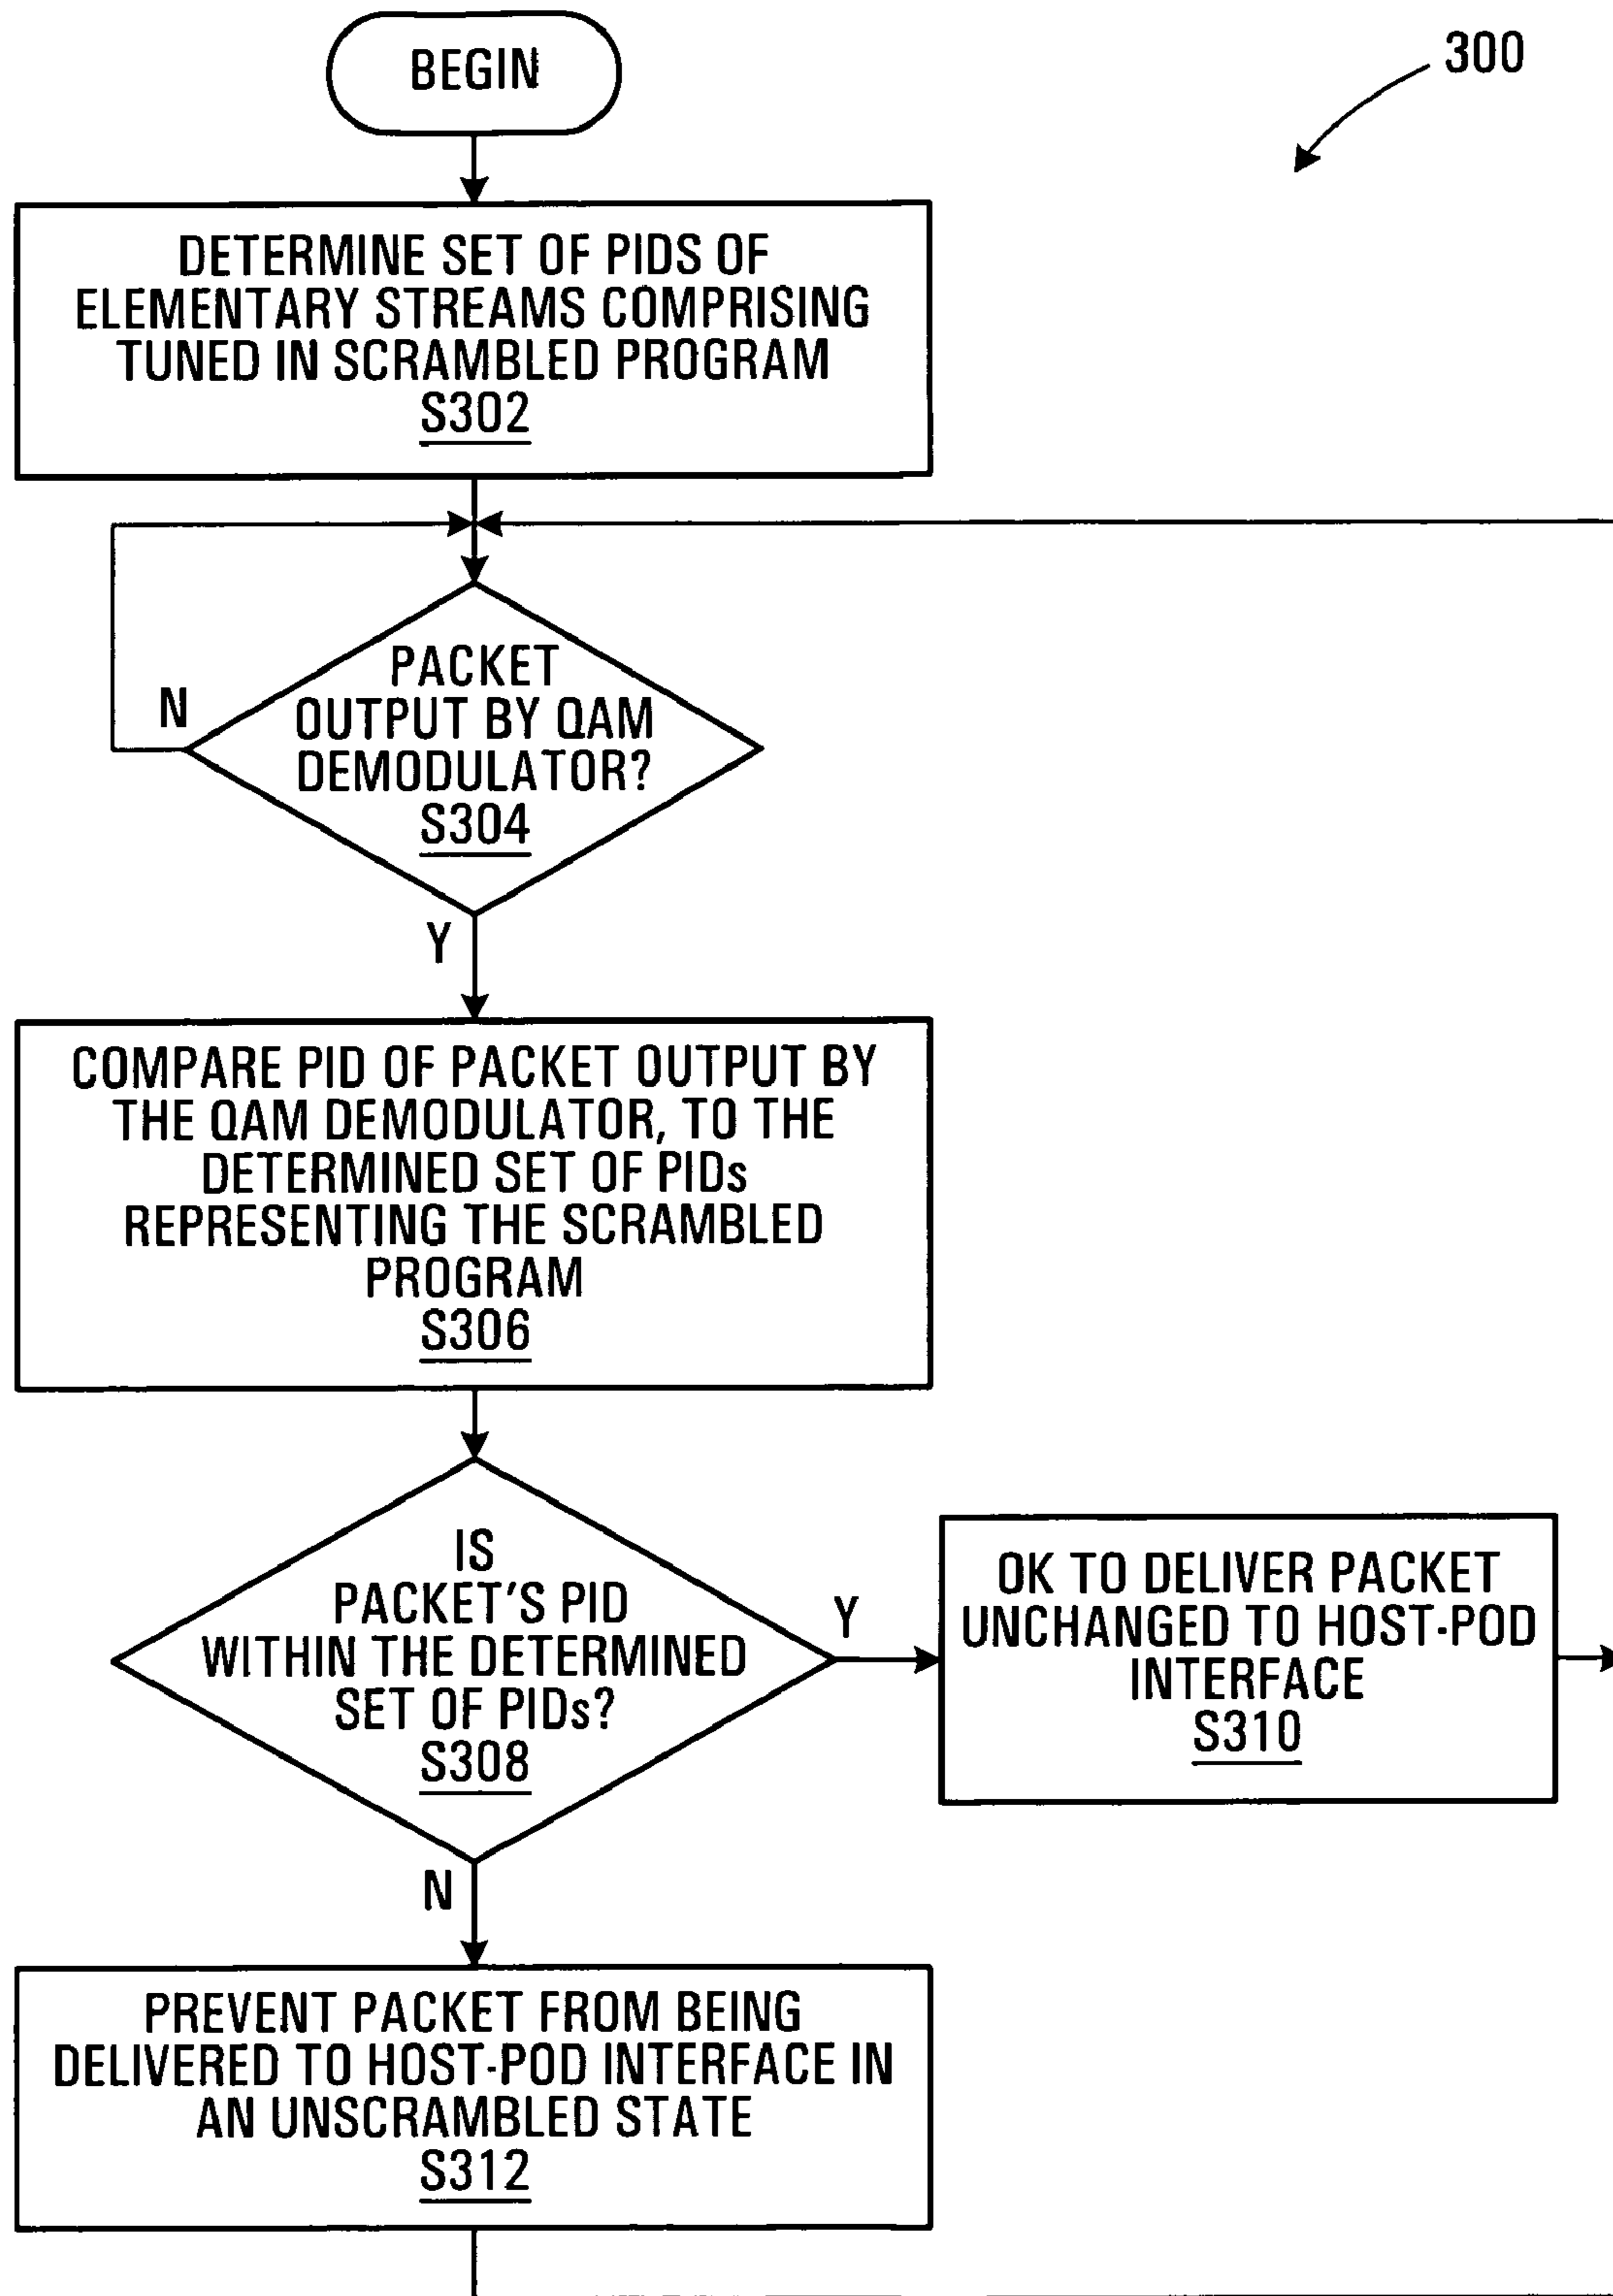 BEGIN
300
DETERMINE SET OF PIDS OF
ELEMENTARY STREAMS COMPRISING
TUNED IN SCRAMBLED PROGRAM
S302
PACKET
OUTPUT BY QAM
DEMODULATOR?
S304
N
Y
COMPARE PID OF PACKET OUTPUT BY
THE QAM DEMODULATOR, TO THE
DETERMINED SET OF PIDs
REPRESENTING THE SCRAMBLED
PROGRAM
S306
IS
PACKET'S PID
WITHIN THE DETERMINED
SET OF PIDs?
S308
Y
OK TO DELIVER PACKET
UNCHANGED TO HOST-POD
INTERFACE
S310
N
PREVENT PACKET FROM BEING
DELIVERED TO HOST-POD INTERFACE IN
AN UNSCRAMBLED STATE
S312